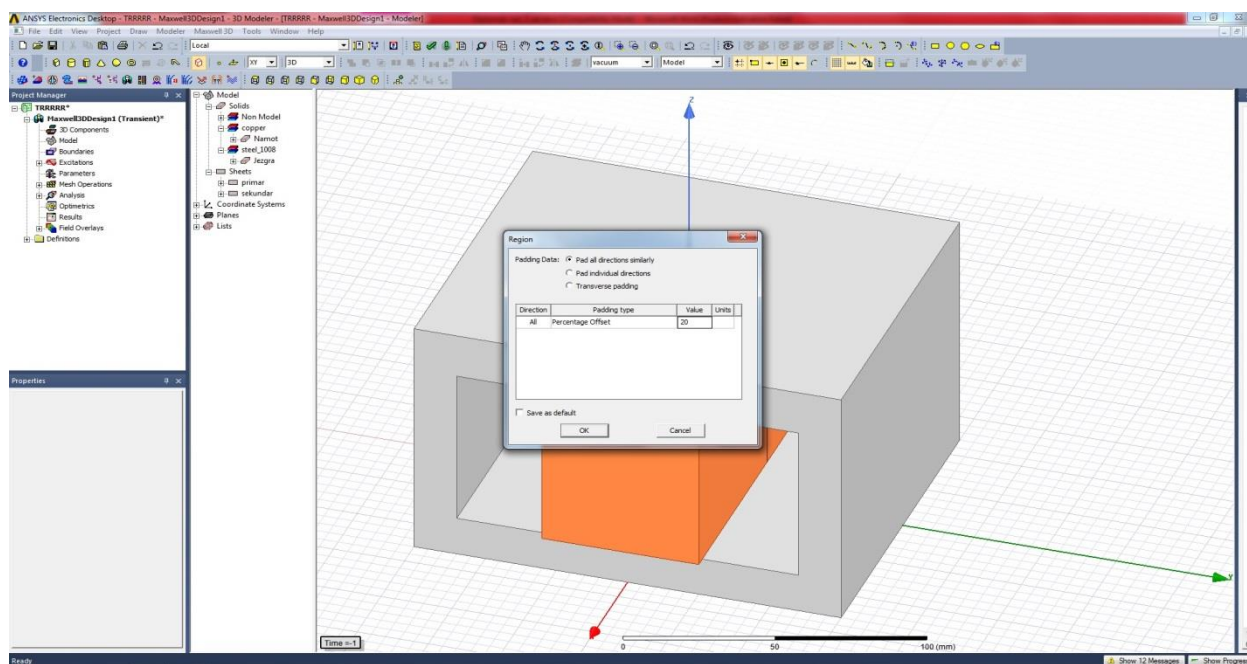 ANSYS Electronics Desktop - TRRRRR - Maxwell3DDesign1 - 3D Modeler - [TRRRRR - Maxwell3DDesign1 - Modeler]
File Edit View Project Draw Modeler Maxwell 3D Tools Window Help
Local
XY 3D vacuum Model
Project Manager
TRRRRR*
Maxwell3DDesign1 (Transient)*
3D Components
Model
Boundaries
Excitations
Parameters
Mesh Operations
Analysis
Optimetrics
Results
Field Overlays
Definitions
Properties
Model
Solids
Non Model
copper
Namot
steel_1008
Jezgra
Sheets
primar
sekundar
Coordinate Systems
Planes
Lists
Z
Region
Padding Data: Pad all directions similarly
Pad individual directions
Transverse padding
Direction Padding type Value Units
All Percentage Offset 20
Save as default
OK Cancel
Y
Time =-1
0 50 100 (mm)
Ready
Show 12 Messages Show Progress